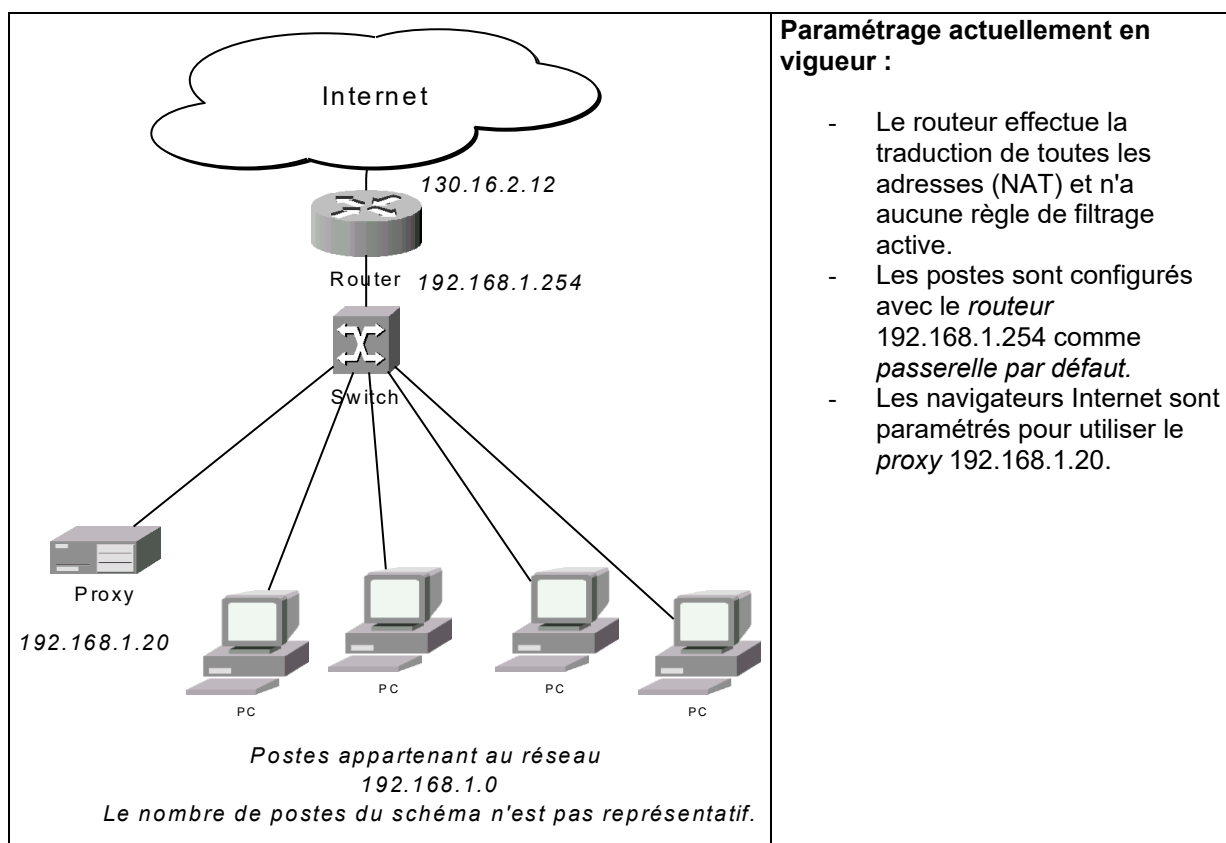 Internet
130.16.2.12
Router
192.168.1.254
Switch
Proxy
192.168.1.20
PC
PC
PC
PC
Postes appartenant au réseau
192.168.1.0
Le nombre de postes du schéma n'est pas représentatif.
Paramétrage actuellement en
vigueur :
- Le routeur effectue la
traduction de toutes les
adresses (NAT) et n'a
aucune règle de filtrage
active.
- Les postes sont configurés
avec le routeur
192.168.1.254 comme
passerelle par défaut.
- Les navigateurs Internet sont
paramétrés pour utiliser le
proxy 192.168.1.20.